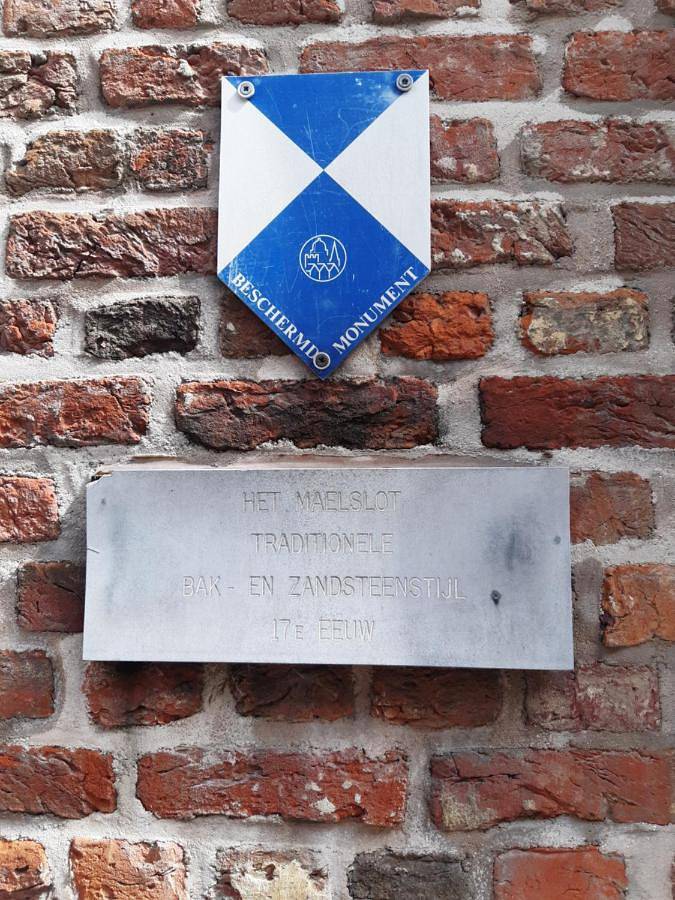 BESCHERMD MONUMENT
HET MAELSLOT
TRADITIONELE
BAK - EN ZANDSTEENSTIJL
17E EEUW